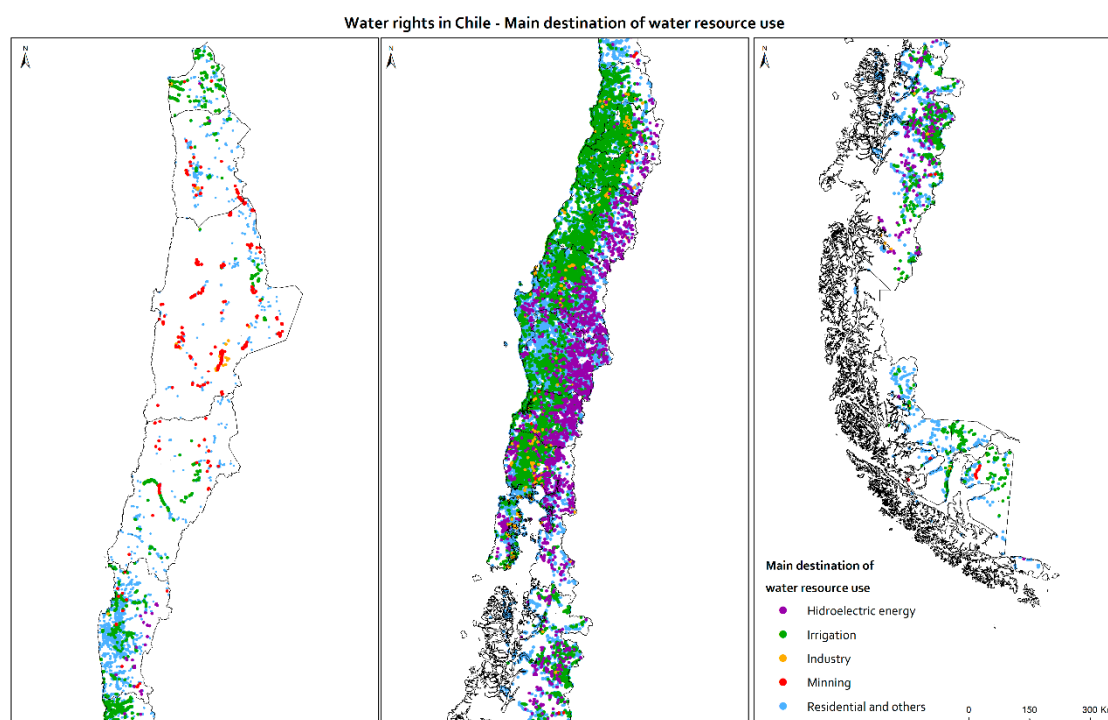 Water rights in Chile - Main destination of water resource use
N
N
N
Main destination of
water resource use
Hidroelectric energy
Irrigation
Industry
Minning
Residential and others
0 150 300 K